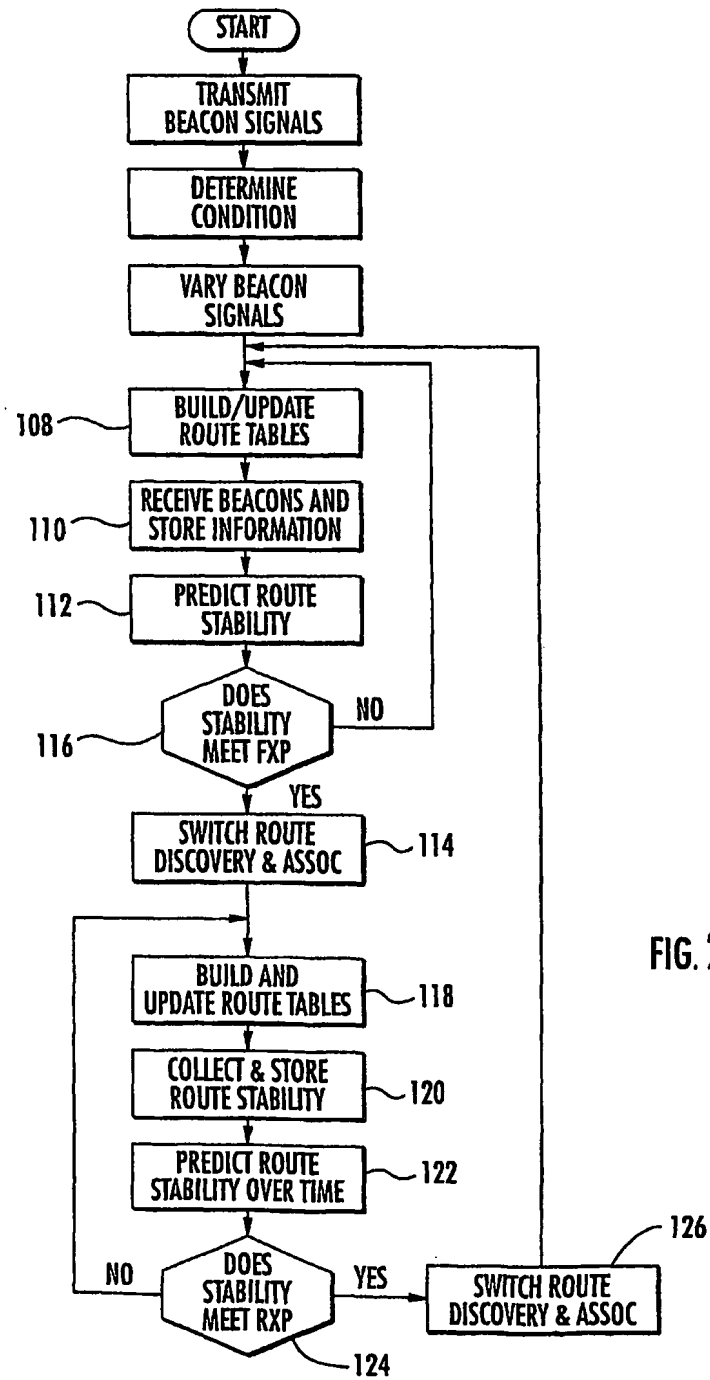 START
TRANSMIT
BEACON SIGNALS
DETERMINE
CONDITION
VARY BEACON
SIGNALS
108
BUILD/UPDATE
ROUTE TABLES
110
RECEIVE BEACONS AND
STORE INFORMATION
112
PREDICT ROUTE
STABILITY
116
DOES
STABILITY
MEET FXP
NO
YES
SWITCH ROUTE
DISCOVERY & ASSOC
114
FIG.
BUILD AND
UPDATE ROUTE TABLES
118
COLLECT & STORE
ROUTE STABILITY
120
PREDICT ROUTE
STABILITY OVER TIME
122
NO
DOES
STABILITY
MEET RXP
YES
124
SWITCH ROUTE
DISCOVERY & ASSOC
126